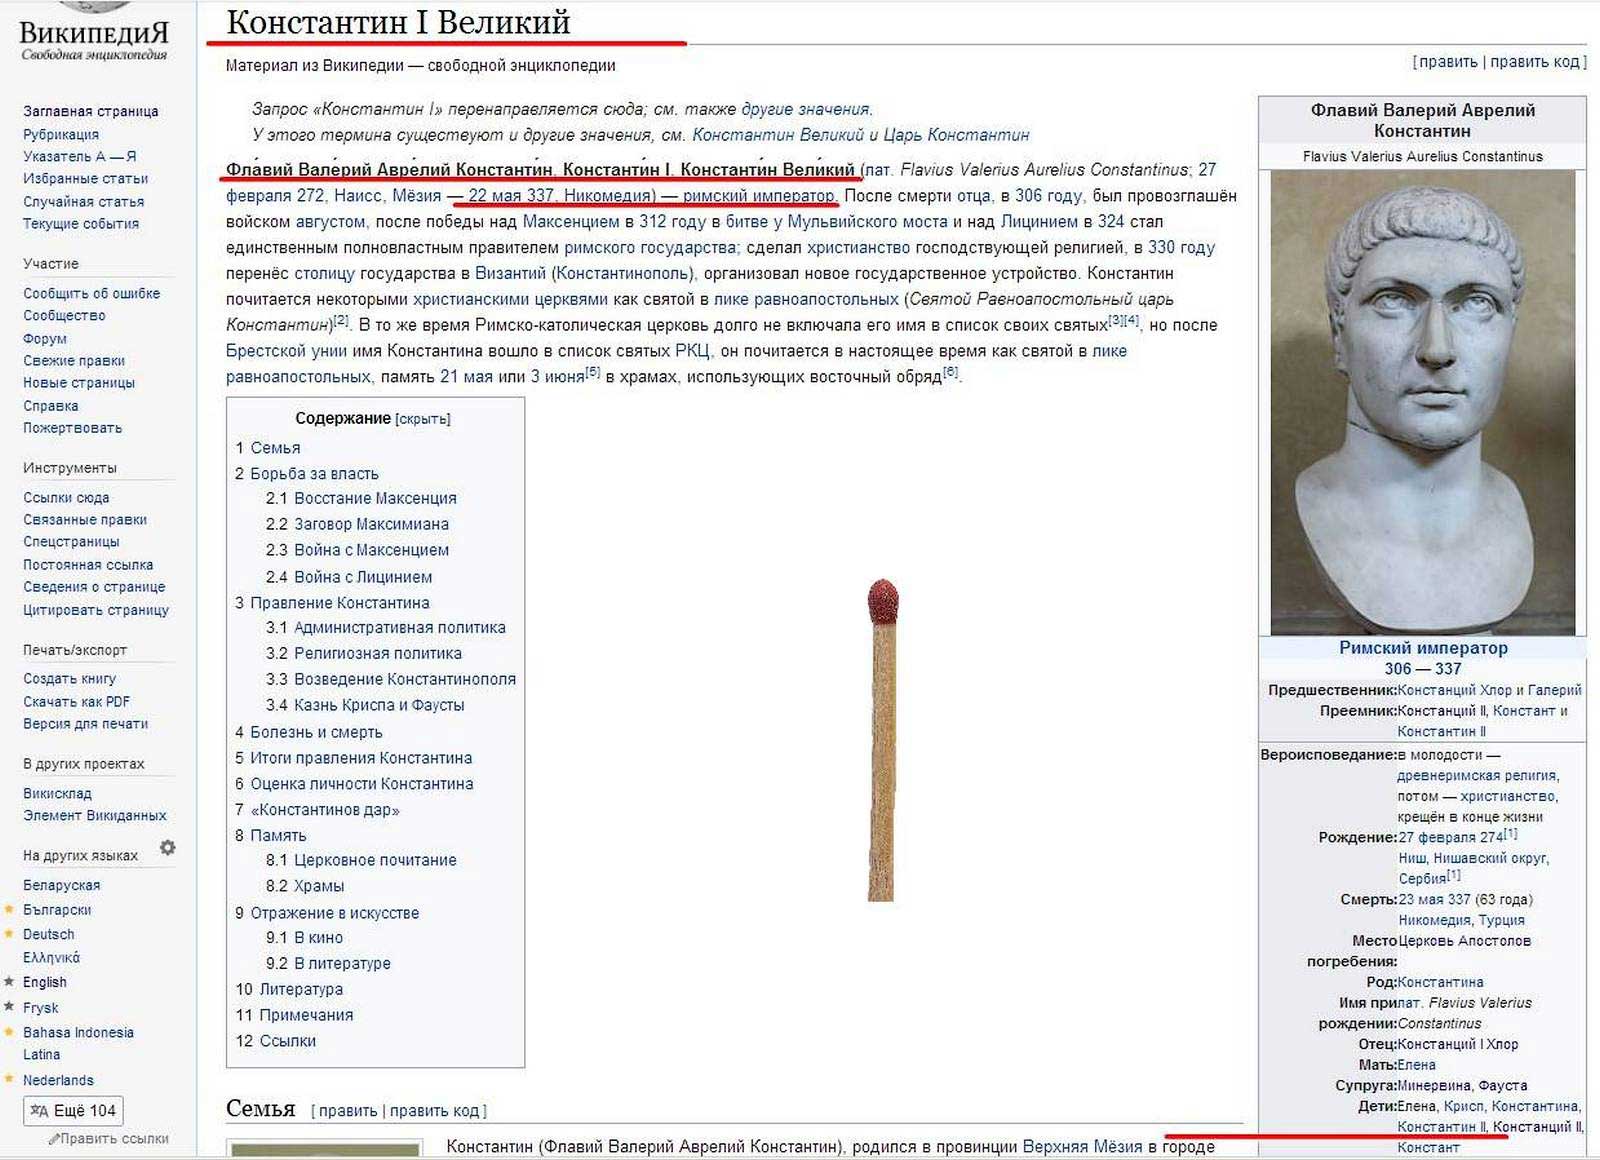 ВикипедиЯ
Свободная энциклопедия
Заглавная страница
Рубрикация
Указатель А — Я
Избранные статьи
Случайная статья
Текущие события
Участие
Сообщить об ошибке
Сообщество
Форум
Свежие правки
Новые страницы
Справка
Пожертвовать
Инструменты
Ссылки сюда
Связанные правки
Спецстраницы
Постоянная ссылка
Сведения о странице
Цитировать страницу
Печать/экспорт
Создать книгу
Скачать как PDF
Версия для печати
В других проектах
Викисклад
Элемент Викиданных
На других языках
Беларуская
Български
Deutsch
Ελληνικά
English
Frysk
Bahasa Indonesia
Latina
Nederlands
Ещё 104
Править ссылки
Константин I Великий
Материал из Википедии — свободной энциклопедии
[ править | править код ]
Запрос «Константин I» перенаправляется сюда; см. также другие значения.
У этого термина существуют и другие значения, см. Константин Великий и Царь Константин
Фла́вий Вале́рий Авре́лий Константи́н, Константи́н I, Константи́н Вели́кий (лат. Flavius Valerius Aurelius Constantinus; 27
февраля 272, Наисс, Мёзия — 22 мая 337, Никомедия) — римский император. После смерти отца, в 306 году, был провозглашён
войском августом, после победы над Максенцием в 312 году в битве у Мульвийского моста и над Лицинием в 324 стал
единственным полновластным правителем римского государства; сделал христианство господствующей религией, в 330 году
перенёс столицу государства в Византий (Константинополь), организовал новое государственное устройство. Константин
почитается некоторыми христианскими церквями как святой в лике равноапостольных (Святой Равноапостольный царь
Константин)[2]. В то же время Римско-католическая церковь долго не включала его имя в список своих святых[3][4], но после
Брестской унии имя Константина вошло в список святых РКЦ, он почитается в настоящее время как святой в лике
равноапостольных, память 21 мая или 3 июня[5] в храмах, использующих восточный обряд[6].
Содержание [скрыть]
1 Семья
2 Борьба за власть
2.1 Восстание Максенция
2.2 Заговор Максимиана
2.3 Война с Максенцием
2.4 Война с Лицинием
3 Правление Константина
3.1 Административная политика
3.2 Религиозная политика
3.3 Возведение Константинополя
3.4 Казнь Криспа и Фаусты
4 Болезнь и смерть
5 Итоги правления Константина
6 Оценка личности Константина
7 «Константинов дар»
8 Память
8.1 Церковное почитание
8.2 Храмы
9 Отражение в искусстве
9.1 В кино
9.2 В литературе
10 Литература
11 Примечания
12 Ссылки
Семья [ править | править код ]
Константин (Флавий Валерий Аврелий Константин), родился в провинции Верхняя Мёзия в городе
Флавий Валерий Аврелий
Константин
Flavius Valerius Aurelius Constantinus
Римский император
306 — 337
Предшественник: Констанций Хлор и Галерий
Преемник: Констанций II, Констант и
Константин II
Вероисповедание: в молодости —
древнеримская религия,
потом — христианство,
крещён в конце жизни
Рождение: 27 февраля 274[1]
Ниш, Нишавский округ,
Сербия[1]
Смерть: 23 мая 337 (63 года)
Никомедия, Турция
Место Церковь Апостолов
погребения:
Род: Константина
Имя при лат. Flavius Valerius
рождении: Constantinus
Отец: Констанций I Хлор
Мать: Елена
Супруга: Минервина, Фауста
Дети: Елена, Крисп, Константина,
Константин II, Констанций II,
Констант